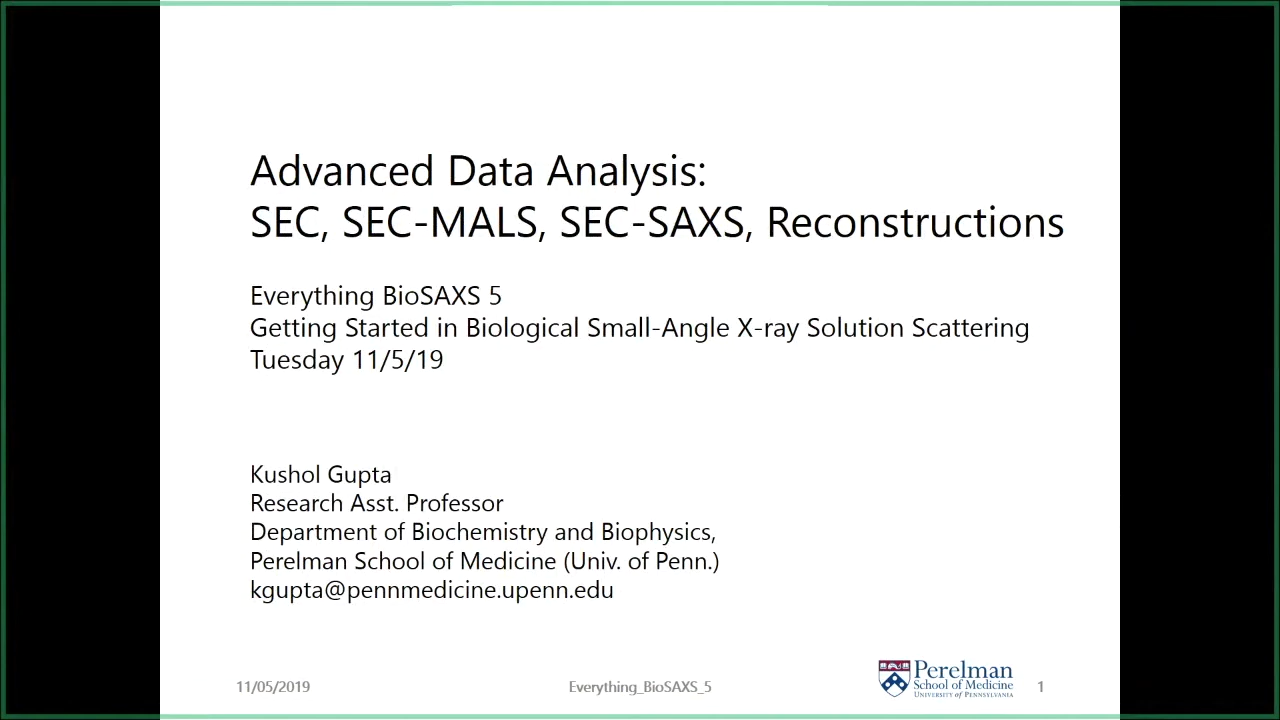 Advanced Data Analysis:
SEC, SEC-MALS, SEC-SAXS, Reconstructions
Everything BioSAXS 5
Getting Started in Biological Small-Angle X-ray Solution Scattering
Tuesday 11/5/19
Kushol Gupta
Research Asst. Professor
Department of Biochemistry and Biophysics,
Perelman School of Medicine (Univ. of Penn.)
kgupta@pennmedicine.upenn.edu
11/05/2019
Everything_BioSAXS_5
Perelman
School of Medicine
University of Pennsylvania
1